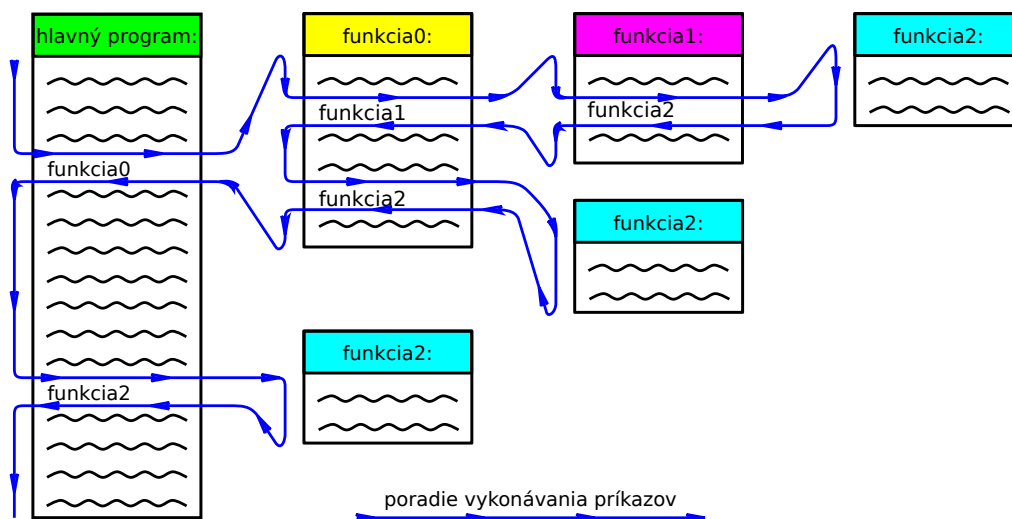 hlavný program:
funkcia0:
funkcia1:
funkcia2:
funkcia1
funkcia2
funkcia0
funkcia2
funkcia2:
funkcia2:
funkcia2
poradie vykonávania príkazov